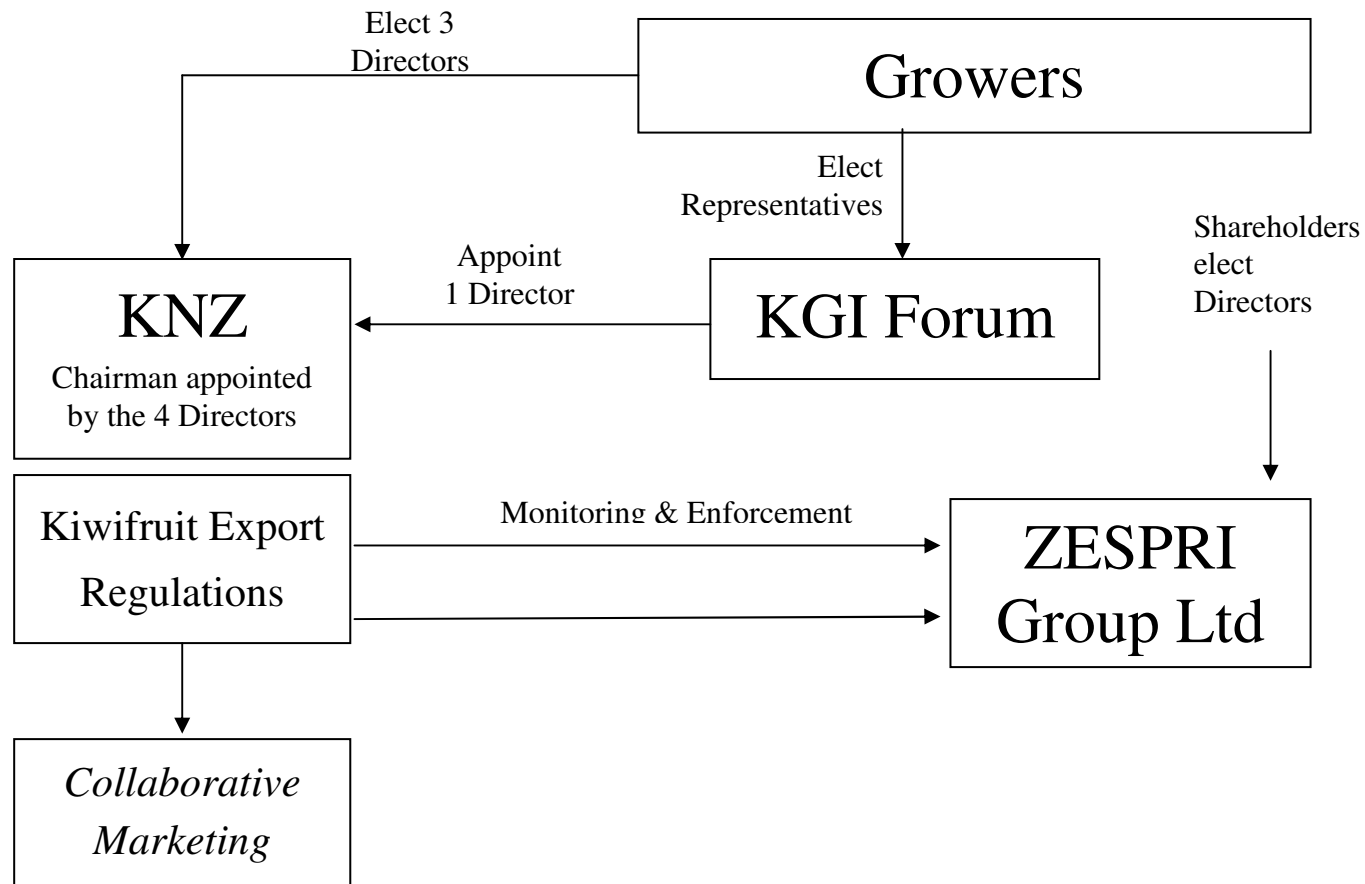 Elect 3
Directors
Growers
Elect
Representatives
Shareholders
elect
Directors
KNZ
Chairman appointed
by the 4 Directors
Appoint
1 Director
KGI Forum
Kiwifruit Export
Regulations
Monitoring & Enforcement
ZESPRI
Group Ltd
Collaborative
Marketing